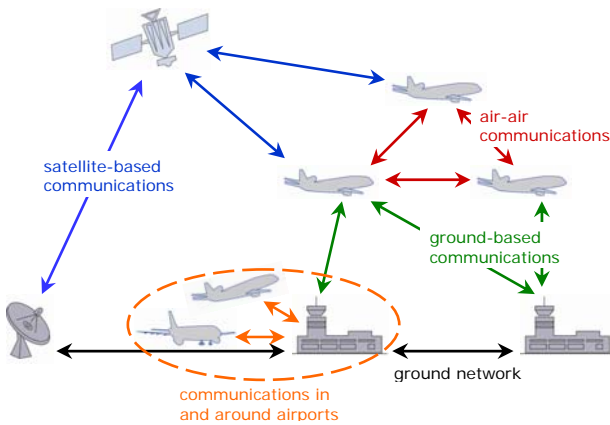 air-air
communications
satellite-based
communications
ground-based
communications
ground network
communications in
and around airports